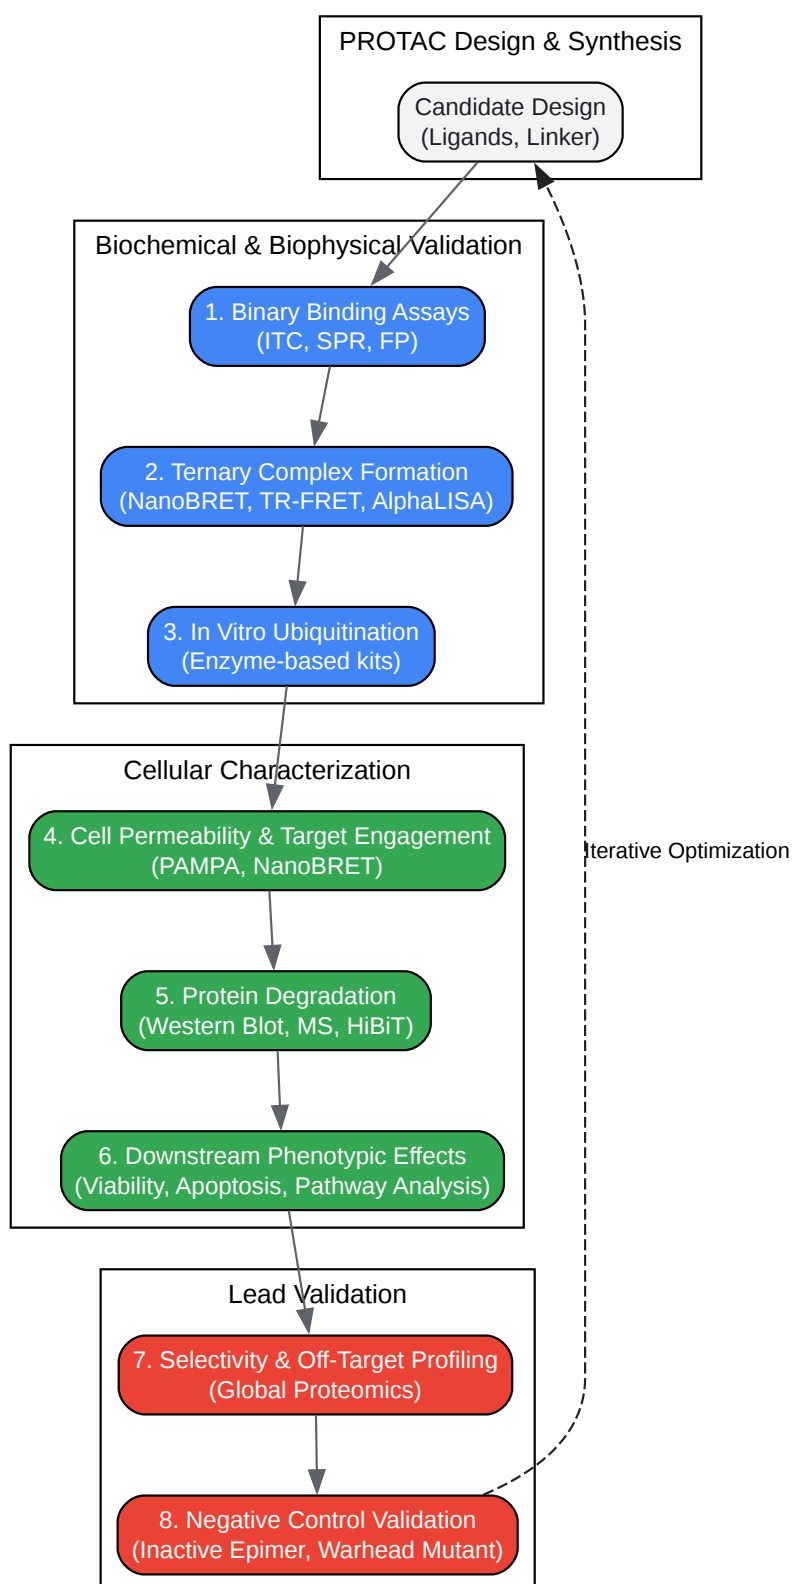 PROTAC Design & Synthesis
Candidate Design
(Ligands, Linker)
Biochemical & Biophysical Validation
1. Binary Binding Assays
(ITC, SPR, FP)
2. Ternary Complex Formation
(NanoBRET, TR-FRET, AlphaLISA)
3. In Vitro Ubiquitination
(Enzyme-based kits)
Cellular Characterization
4. Cell Permeability & Target Engagement
(PAMPA, NanoBRET)
Iterative Optimization
5. Protein Degradation
(Western Blot, MS, HiBiT)
6. Downstream Phenotypic Effects
(Viability, Apoptosis, Pathway Analysis)
Lead Validation
7. Selectivity & Off-Target Profiling
(Global Proteomics)
8. Negative Control Validation
(Inactive Epimer, Warhead Mutant)